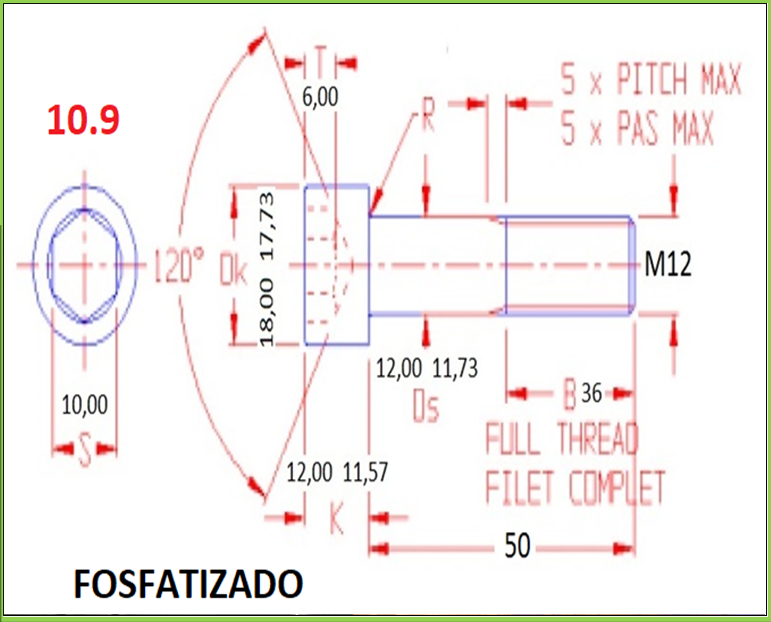 T
6,00
5 x PITCH MAX
5 x PAS MAX
10.9
R
120°
Dk
18,00 17,73
M12
12,00 11,73
Ds
10,00
S
B 36
FULL THREAD
FILET COMPLET
12,00 11,57
K
50
FOSFATIZADO